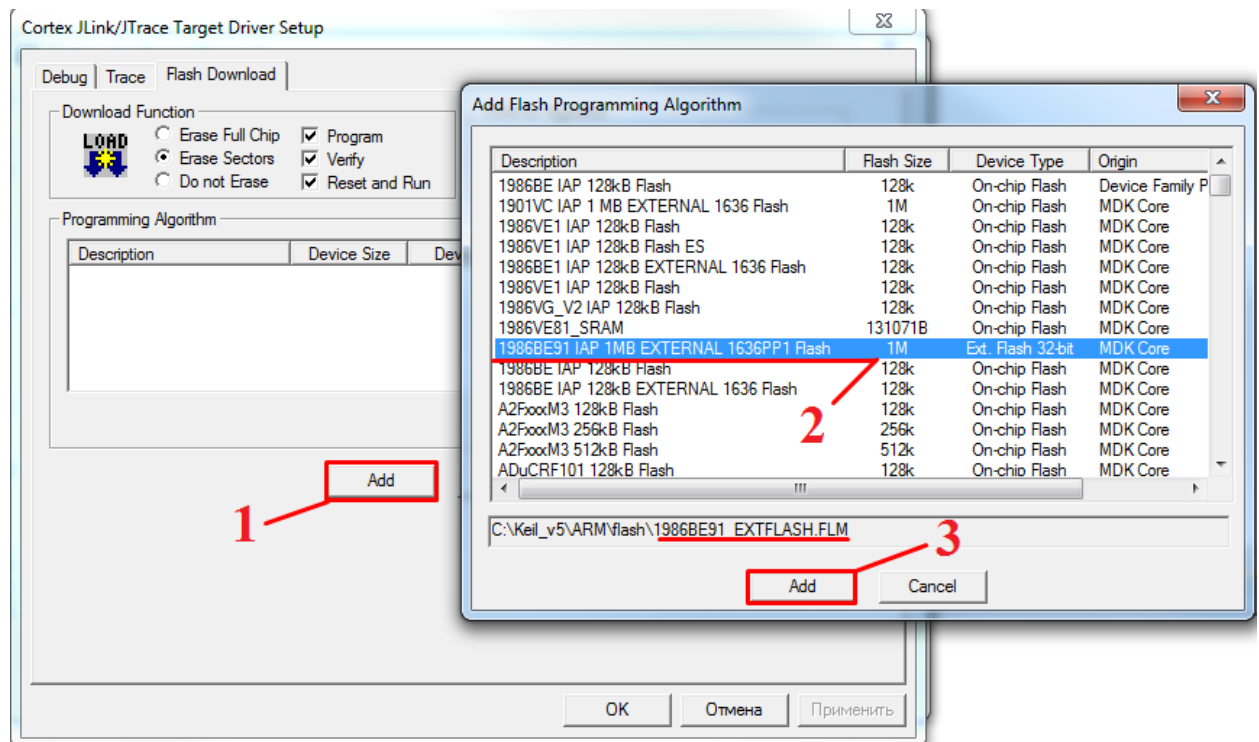 Cortex JLink/JTrace Target Driver Setup
Debug Trace Flash Download
Download Function
LOAD
Erase Full Chip Program
Erase Sectors Verify
Do not Erase Reset and Run
Programming Algorithm
Description Device Size Dev
Add
1
Add Flash Programming Algorithm
Description Flash Size Device Type Origin
1986BE IAP 128kB Flash 128k On-chip Flash Device Family P
1901VC IAP 1 MB EXTERNAL 1636 Flash 1M On-chip Flash MDK Core
1986VE1 IAP 128kB Flash 128k On-chip Flash MDK Core
1986VE1 IAP 128kB Flash ES 128k On-chip Flash MDK Core
1986BE1 IAP 128kB EXTERNAL 1636 Flash 128k On-chip Flash MDK Core
1986VE1 IAP 128kB Flash 128k On-chip Flash MDK Core
1986VG_V2 IAP 128kB Flash 128k On-chip Flash MDK Core
1986VE81_SRAM 131071B On-chip Flash MDK Core
1986BE91 IAP 1MB EXTERNAL 1636PP1 Flash 1M Ext. Flash 32-bit MDK Core
1986BE IAP 128kB Flash 128k On-chip Flash MDK Core
1986BE IAP 128kB EXTERNAL 1636 Flash 128k On-chip Flash MDK Core
A2FxxxM3 128kB Flash 128k On-chip Flash MDK Core
A2FxxxM3 256kB Flash 256k On-chip Flash MDK Core
A2FxxxM3 512kB Flash 512k On-chip Flash MDK Core
ADuCRF101 128kB Flash 128k On-chip Flash MDK Core
2
C:\Keil_v5\ARM\flash\1986BE91_EXTFLASH.FLM
3
Add Cancel
OK Отмена Применить